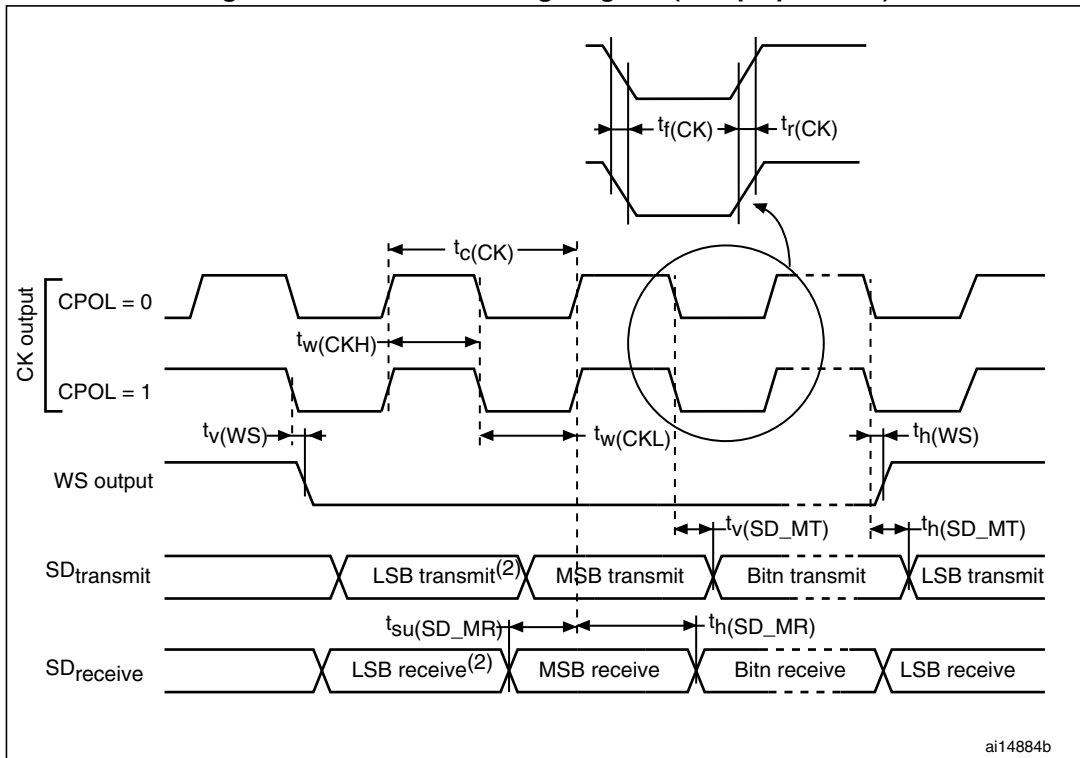 tf(CK)
tr(CK)
tc(CK)
CK output
CPOL = 0
tw(CKH)
CPOL = 1
tv(WS)
tw(CKL)
th(WS)
WS output
tv(SD_MT)
th(SD_MT)
SDtransmit
LSB transmit(2)
MSB transmit
Bitn transmit
LSB transmit
tsu(SD_MR)
th(SD_MR)
SDreceive
LSB receive(2)
MSB receive
Bitn receive
LSB receive
ai14884b